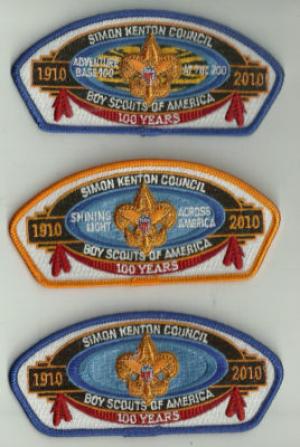 SIMON KENTON COUNCIL
1910 ADVENTURE AT THE 2010
BASE 100 ZOO
BOY SCOUTS OF AMERICA
100 YEARS
SIMON KENTON COUNCIL
SHINING ACROSS
1910 LIGHT AMERICA 2010
BOY SCOUTS OF AMERICA
100 YEARS
SIMON KENTON COUNCIL
1910 2010
BOY SCOUTS OF AMERICA
100 YEARS